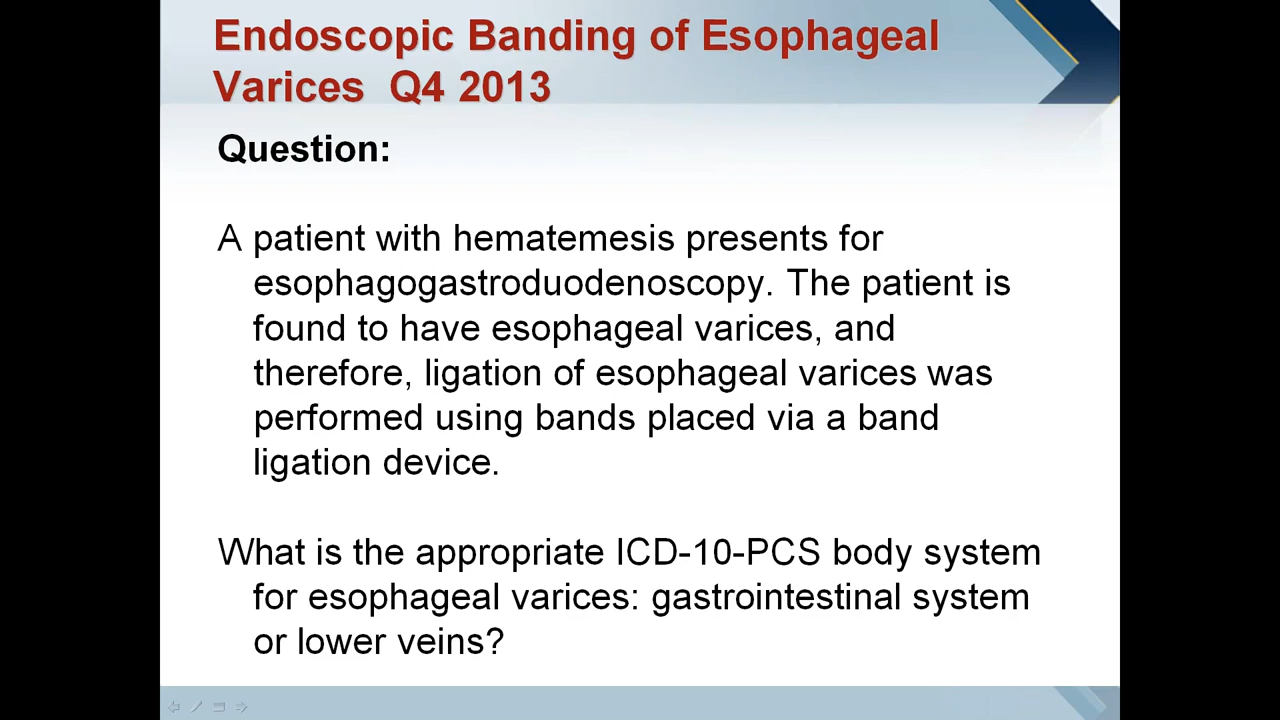 Endoscopic Banding of Esophageal
Varices  Q4 2013
Question:
A patient with hematemesis presents for
esophagogastroduodenoscopy.  The patient is
found to have esophageal varices, and
therefore, ligation of esophageal varices was
performed using bands placed via a band
ligation device.
What is the appropriate ICD-10-PCS body system
for esophageal varices: gastrointestinal system
or lower veins?